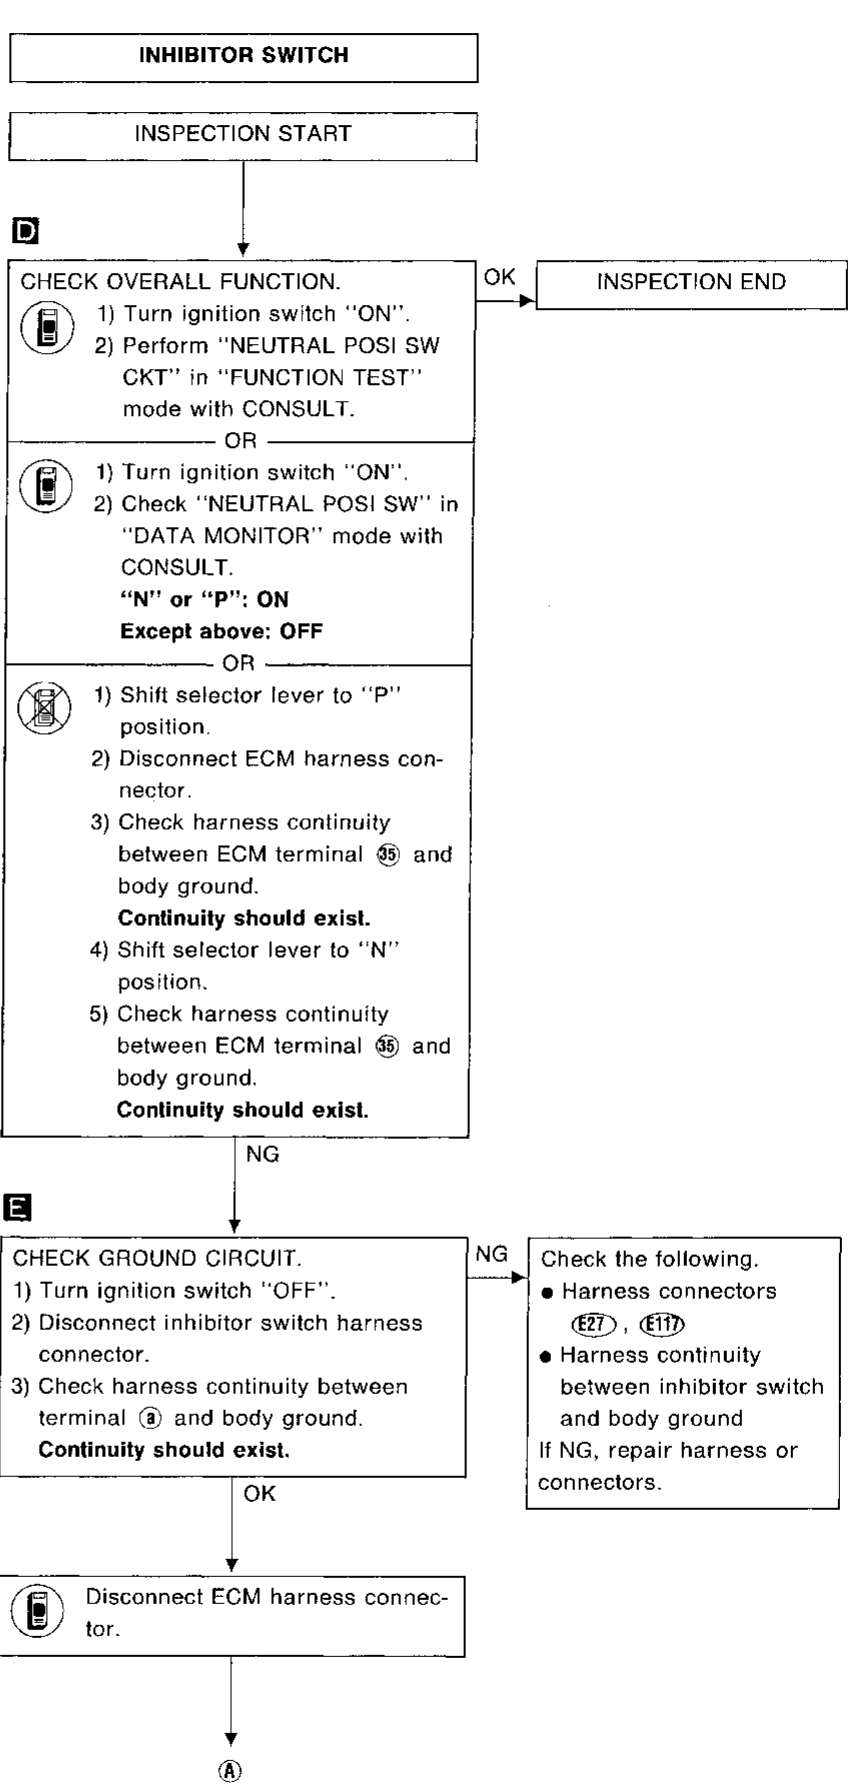 INHIBITOR SWITCH
INSPECTION START
D
CHECK OVERALL FUNCTION.
1) Turn ignition switch "ON".
2) Perform "NEUTRAL POSI SW
CKT" in "FUNCTION TEST"
mode with CONSULT.
OR
1) Turn ignition switch "ON".
2) Check "NEUTRAL POSI SW" in
"DATA MONITOR" mode with
CONSULT.
"N" or "P": ON
Except above: OFF
OR
1) Shift selector lever to "P"
position.
2) Disconnect ECM harness con-
nector.
3) Check harness continuity
between ECM terminal 35 and
body ground.
Continuity should exist.
4) Shift selector lever to "N"
position.
5) Check harness continuity
between ECM terminal 35 and
body ground.
Continuity should exist.
OK
INSPECTION END
NG
E
CHECK GROUND CIRCUIT.
1) Turn ignition switch "OFF".
2) Disconnect inhibitor switch harness
connector.
3) Check harness continuity between
terminal ⓐ and body ground.
Continuity should exist.
NG
Check the following.
● Harness connectors
E27 , E117
● Harness continuity
between inhibitor switch
and body ground
If NG, repair harness or
connectors.
OK
Disconnect ECM harness connec-
tor.
Ⓐ